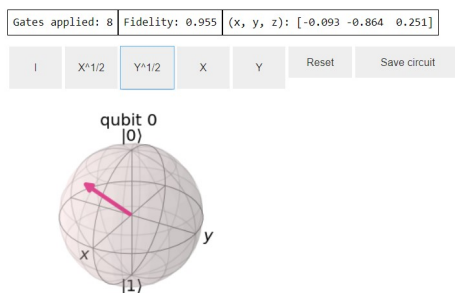 Gates applied: 8 Fidelity: 0.955 (x, y, z): [-0.093 -0.864 0.251]
I X^1/2 Y^1/2 X Y Reset Save circuit
qubit 0
|0⟩
y
x
|1⟩